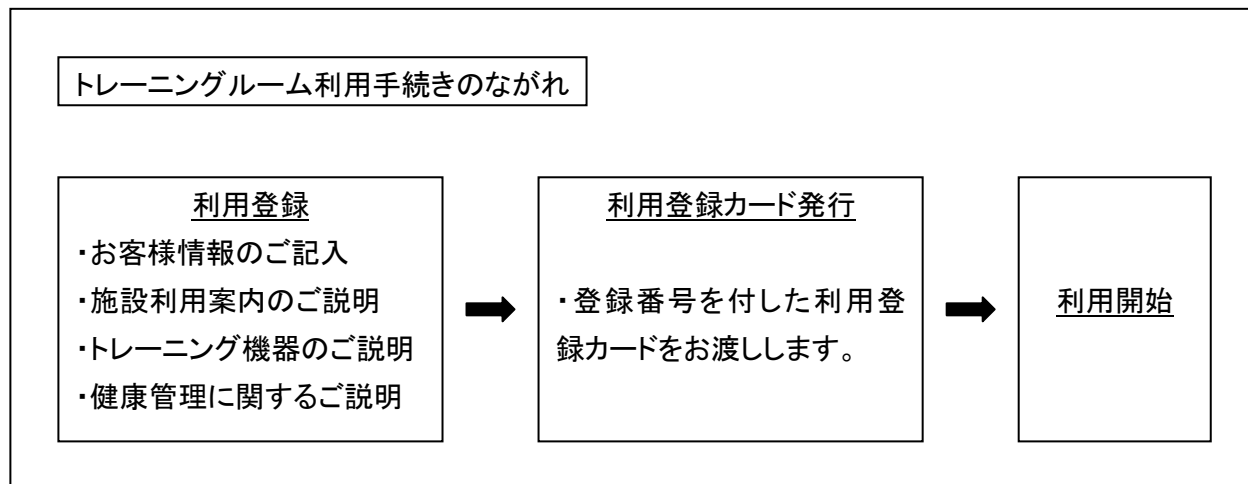 トレーニングルーム利用手続きのながれ
利用登録
・お客様情報のご記入
・施設利用案内のご説明
・トレーニング機器のご説明
・健康管理に関するご説明
利用登録カード発行
・登録番号を付した利用登
録カードをお渡しします。
利用開始